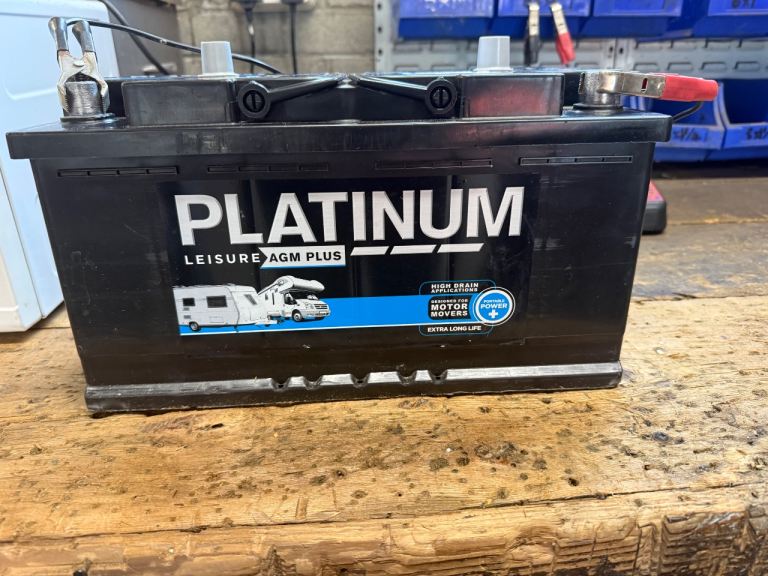 PLATINUM
LEISURE AGM PLUS
HIGH DRAIN
APPLICATIONS
DESIGNED FOR
MOTOR
MOVERS
EXTRA LONG LIFE
PORTABLE
POWER
+